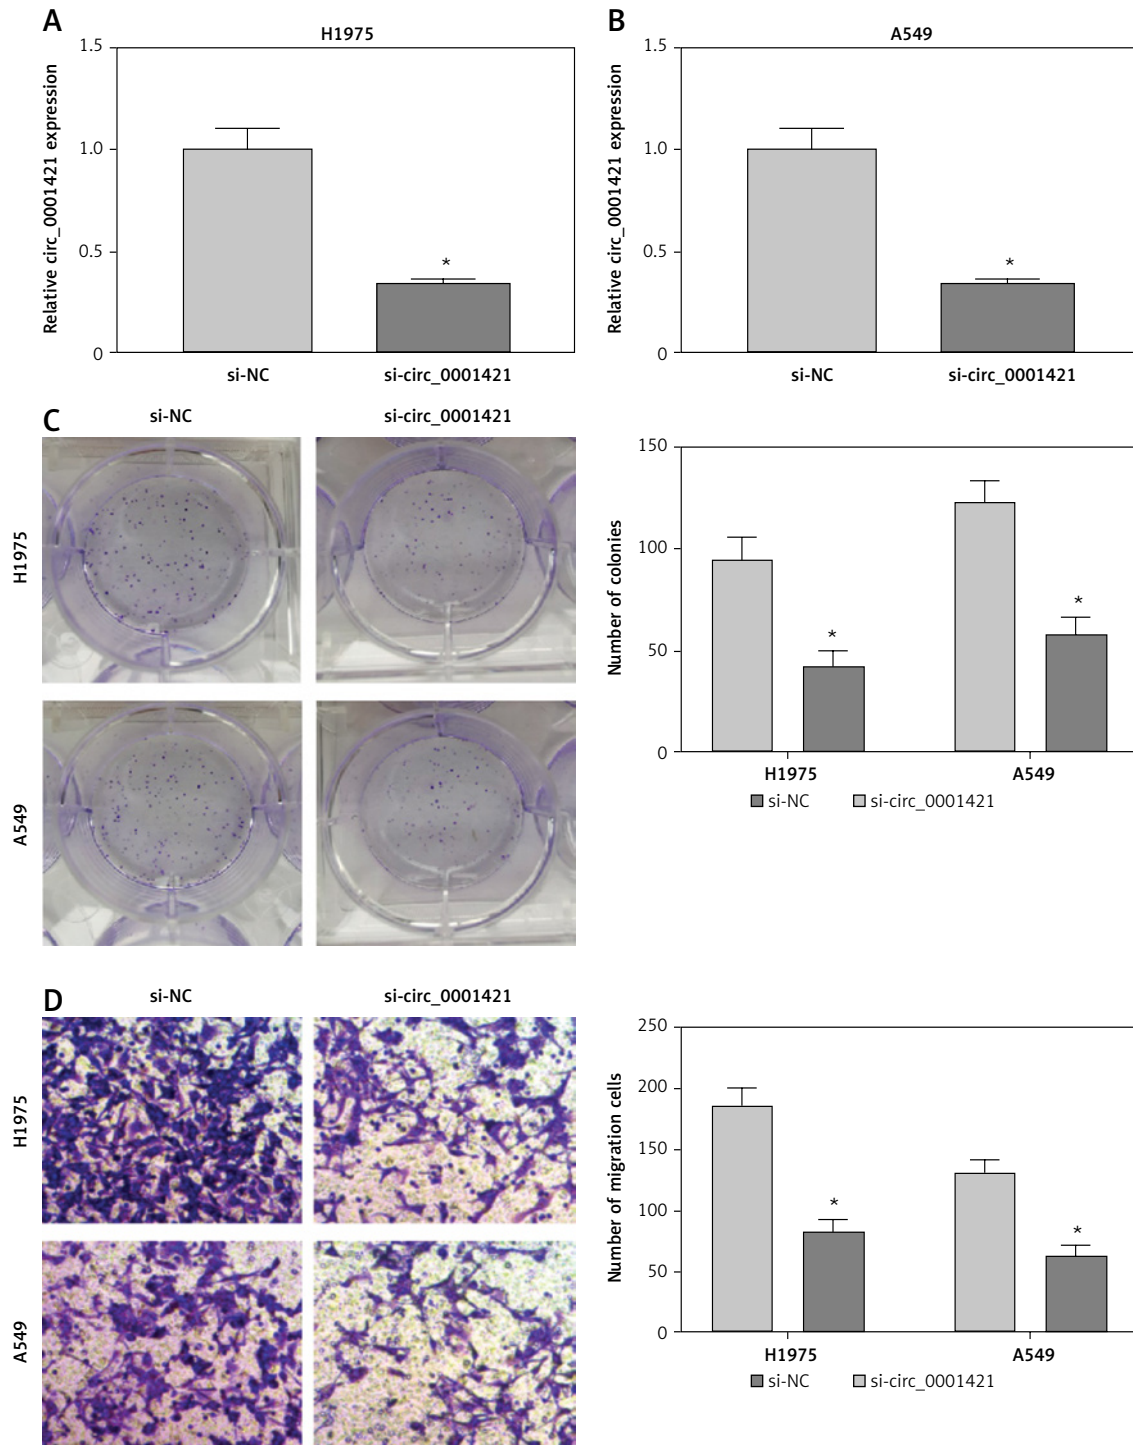 A
H1975
Relative circ_0001421 expression
1.5
1.0
0.5
0
*
si-NC
si-circ_0001421
B
A549
Relative circ_0001421 expression
1.5
1.0
0.5
0
*
si-NC
si-circ_0001421
C
si-NC
si-circ_0001421
H1975
A549
Number of colonies
150
100
50
0
*
*
H1975
A549
si-NC
si-circ_0001421
D
si-NC
si-circ_0001421
H1975
A549
Number of migration cells
250
200
150
100
50
0
*
*
H1975
A549
si-NC
si-circ_0001421